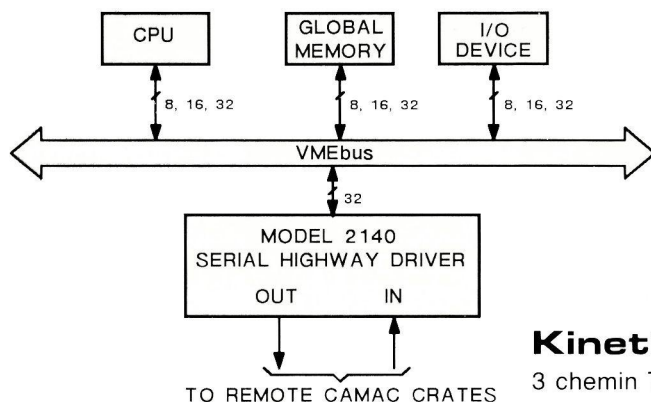 CPU
GLOBAL
MEMORY
I/O
DEVICE
8, 16, 32
8, 16, 32
8, 16, 32
VMEbus
32
MODEL 2140
SERIAL HIGHWAY DRIVER
OUT IN
TO REMOTE CAMAC CRATES
Kinet
3 chemin